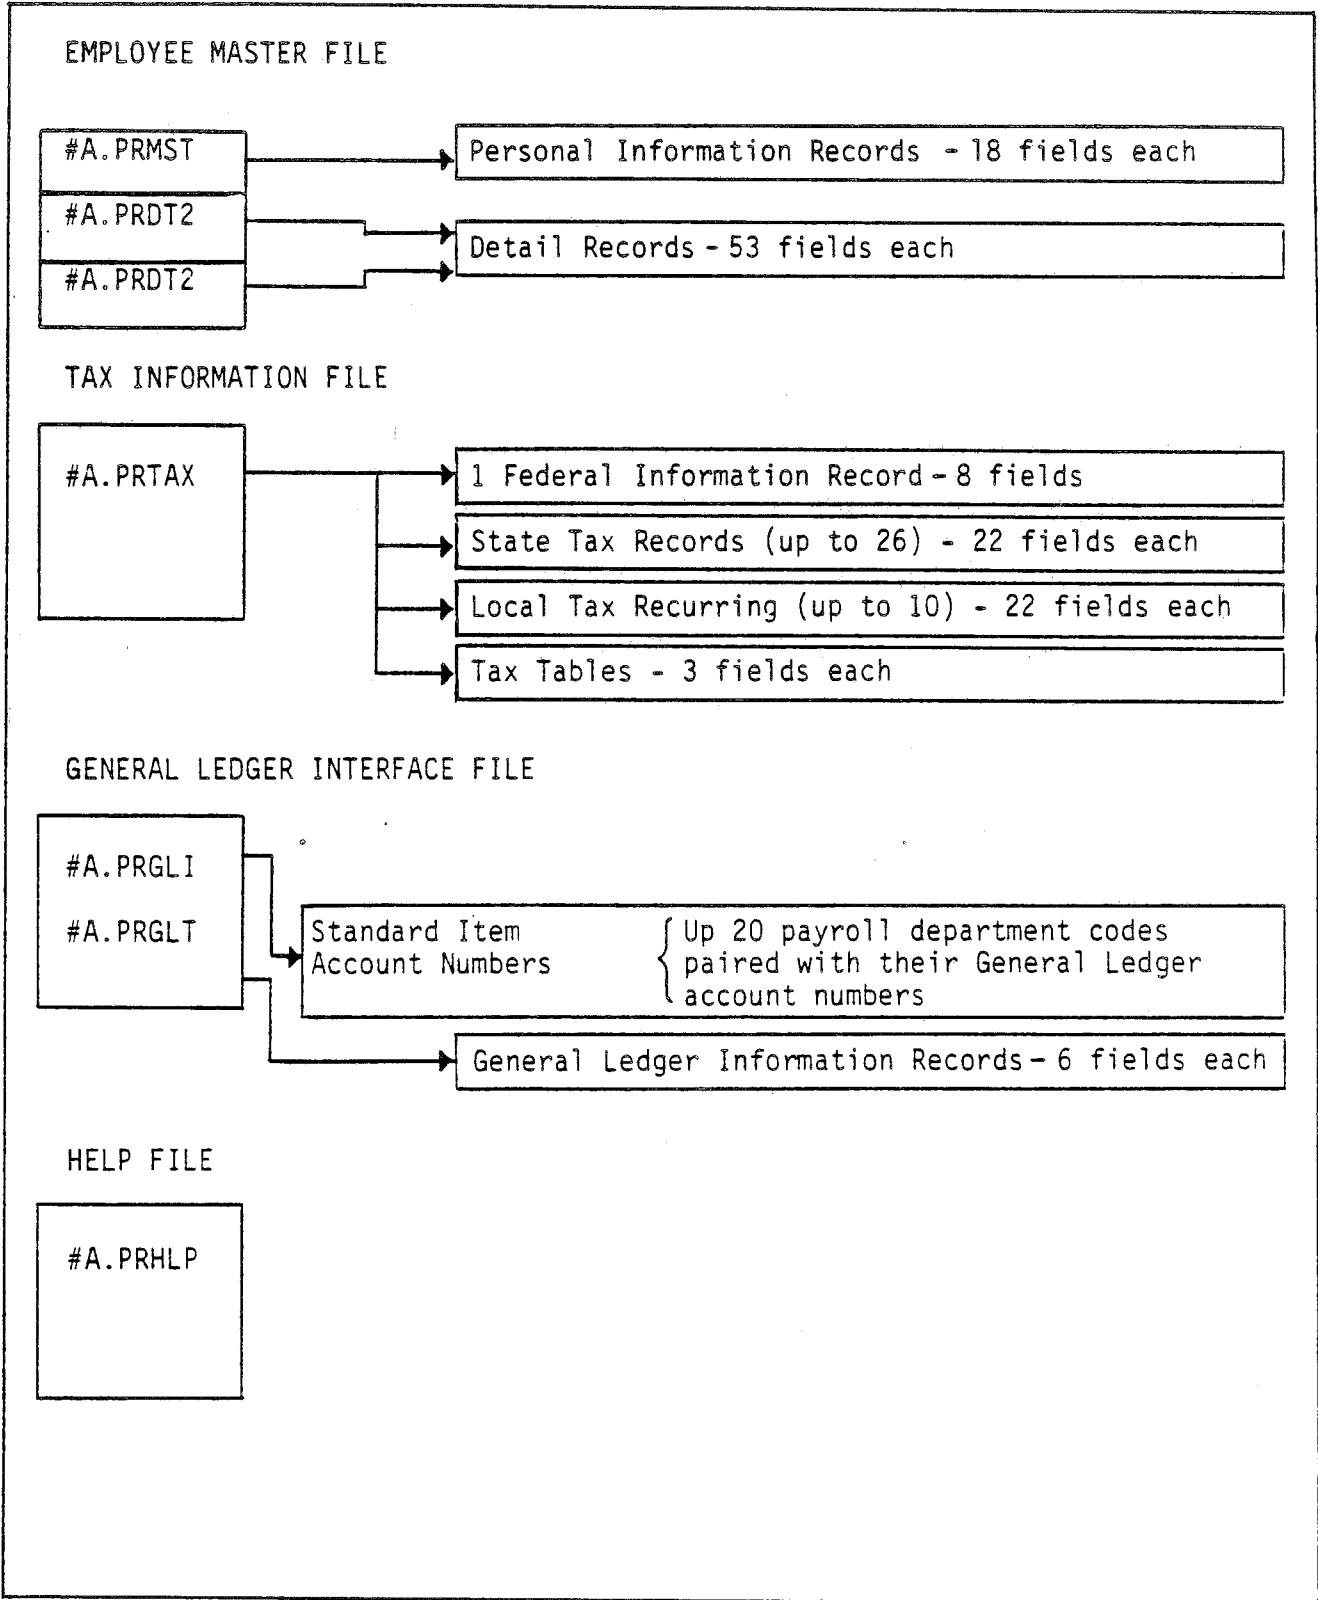 EMPLOYEE MASTER FILE
#A.PRMST
Personal Information Records - 18 fields each
#A.PRDT2
Detail Records - 53 fields each
#A.PRDT2
TAX INFORMATION FILE
#A.PRTAX
1 Federal Information Record - 8 fields
State Tax Records (up to 26) - 22 fields each
Local Tax Recurring (up to 10) - 22 fields each
Tax Tables - 3 fields each
GENERAL LEDGER INTERFACE FILE
#A.PRGLI
#A.PRGLT
Standard Item
Account Numbers
Up 20 payroll department codes
paired with their General Ledger
account numbers
General Ledger Information Records - 6 fields each
HELP FILE
#A.PRHLP